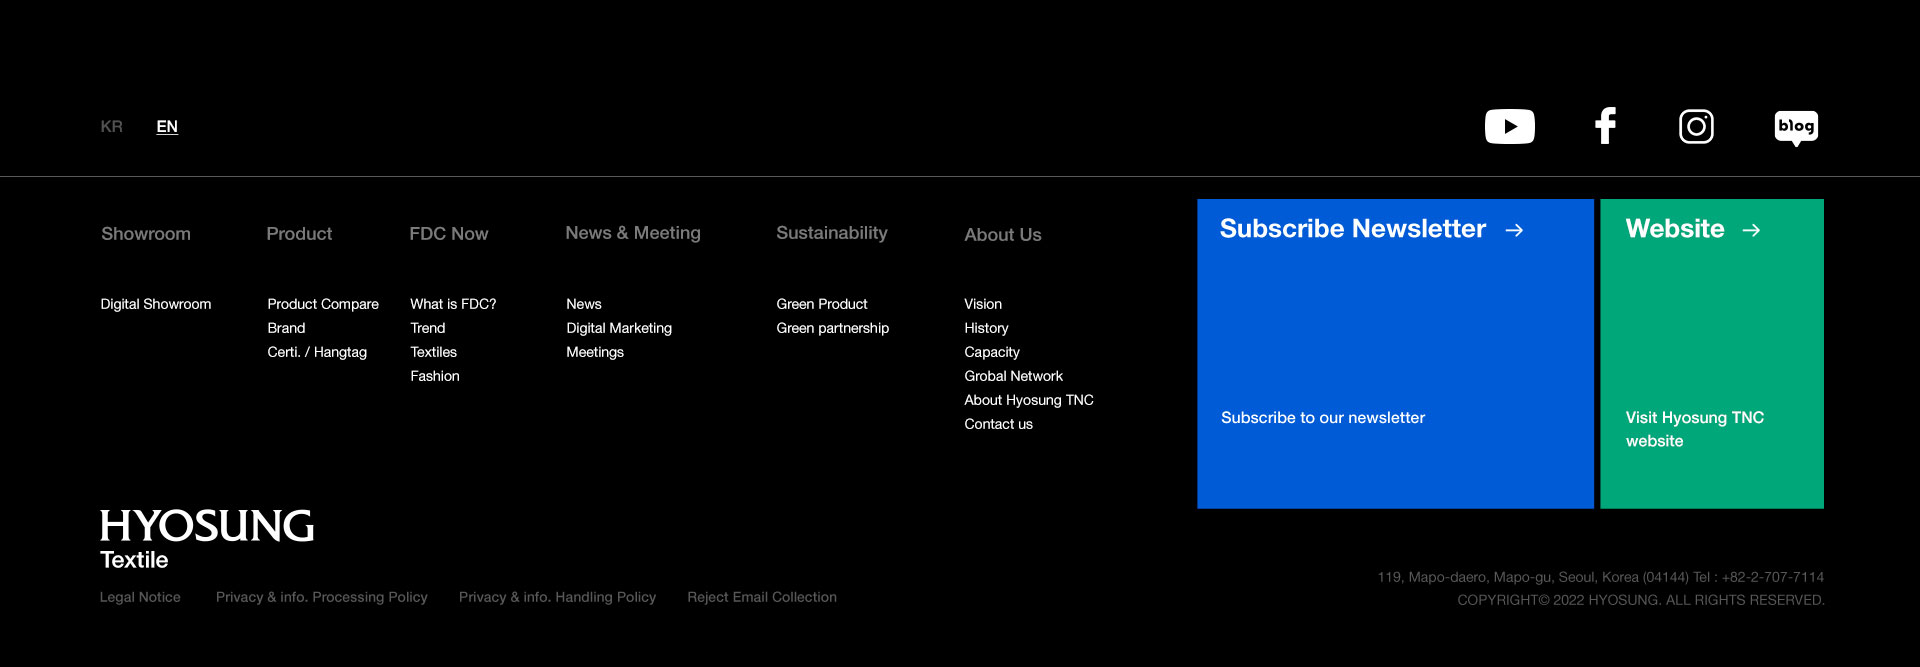 KR
EN
blog
Showroom
Digital Showroom
Product
Product Compare
Brand
Certi. / Hangtag
FDC Now
What is FDC?
Trend
Textiles
Fashion
News & Meeting
News
Digital Marketing
Meetings
Sustainability
Green Product
Green partnership
About Us
Vision
History
Capacity
Grobal Network
About Hyosung TNC
Contact us
Subscribe Newsletter →
Subscribe to our newsletter
Website →
Visit Hyosung TNC
website
HYOSUNG
Textile
Legal Notice
Privacy & info. Processing Policy
Privacy & info. Handling Policy
Reject Email Collection
119, Mapo-daero, Mapo-gu, Seoul, Korea (04144) Tel : +82-2-707-7114
COPYRIGHT© 2022 HYOSUNG. ALL RIGHTS RESERVED.